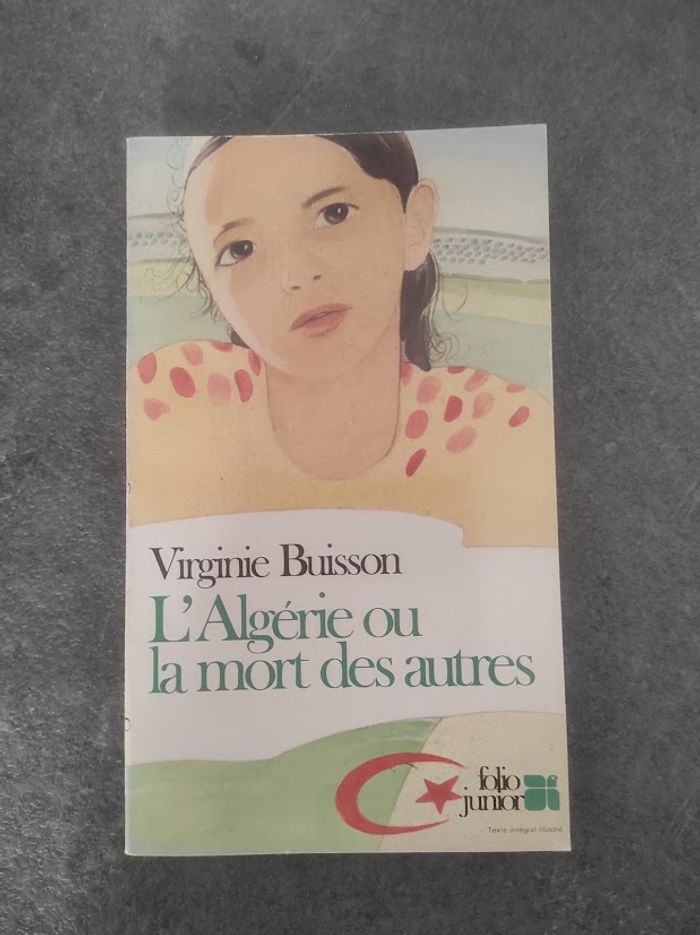 Virginie Buisson
L'Algérie ou
la mort des autres
folio
junior
Texte intégral illustré